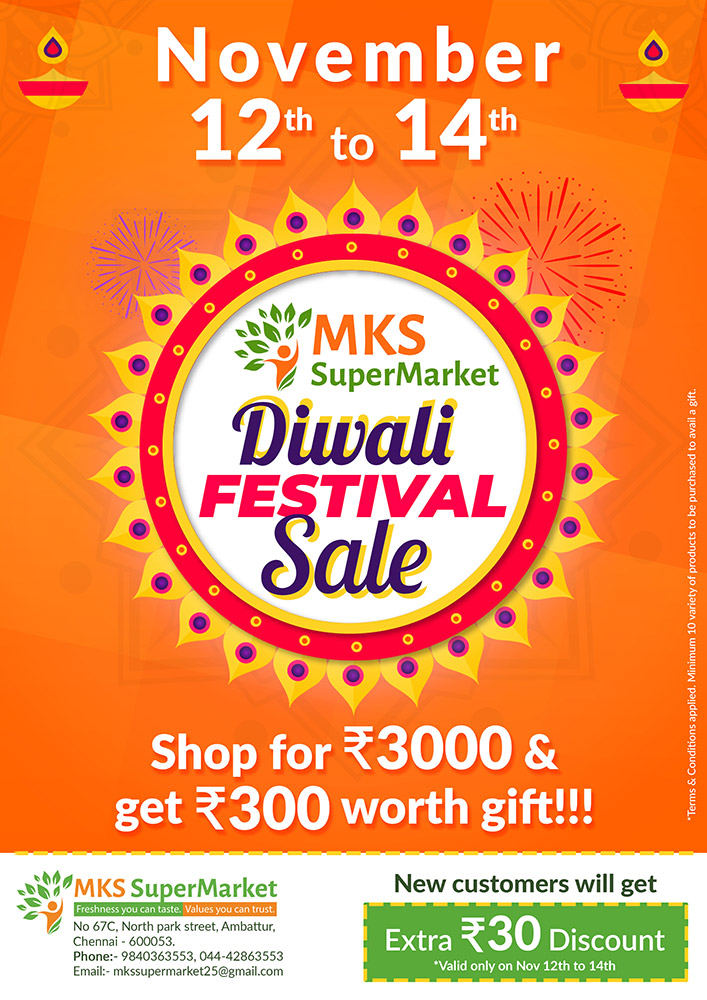 November
12th to 14th
MKS
SuperMarket
Diwali
FESTIVAL
Sale
*Terms & Conditions applied. Minimum 10 variety of products to be purchased to avail a gift.
Shop for ₹3000 &
get ₹300 worth gift!!!
MKS SuperMarket
Freshness you can taste. Values you can trust.
No 67C, North park street, Ambattur,
Chennai - 600053.
Phone:- 9840363553, 044-42863553
Email:- mkssupermarket25@gmail.com
New customers will get
Extra ₹30 Discount
*Valid only on Nov 12th to 14th